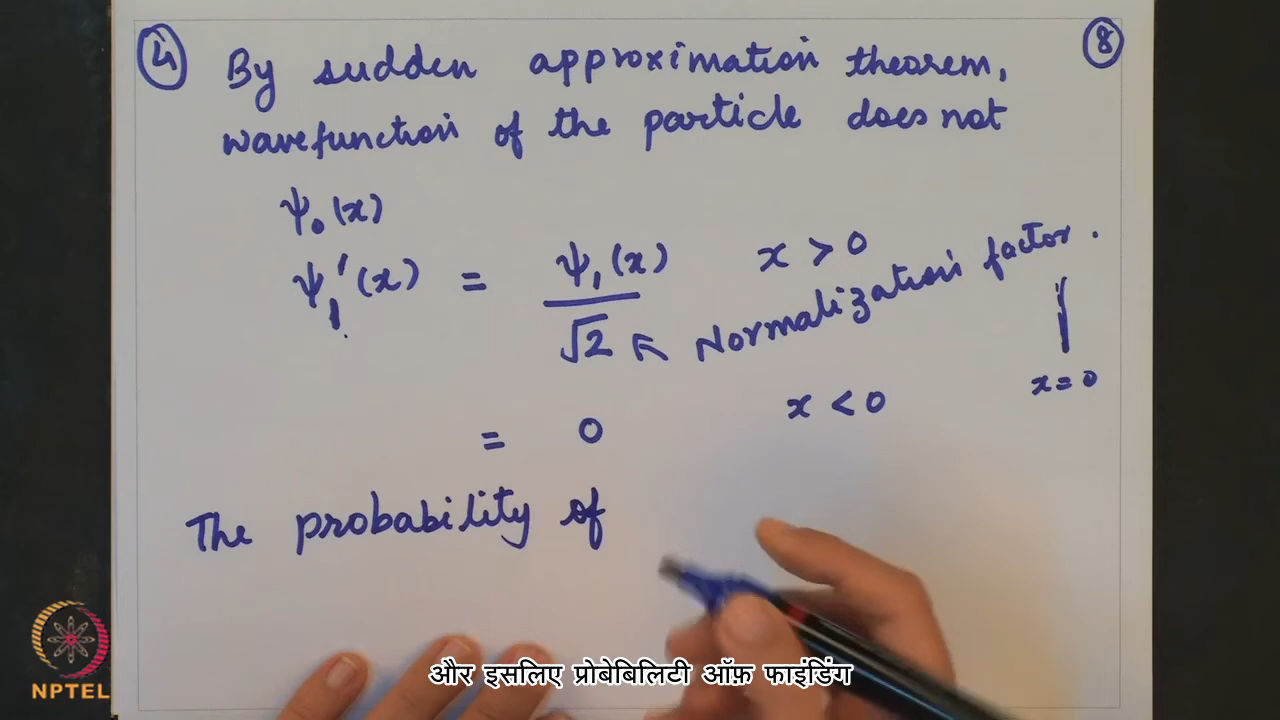 4 By sudden approximation theorem, 8
wavefunction of the particle does not
ψ₀(x)
ψ₁'(x) = ψ₁(x) / √2 x > 0
Normalization factor.
x = 0
= 0 x < 0
The probability of
और इसलिए प्रोबेबिलिटी ऑफ़ फाइंडिंग
NPTEL